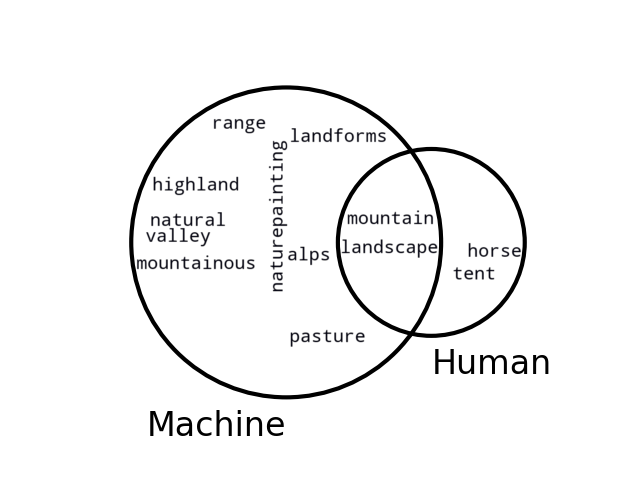 range
landforms
naturepainting
highland
natural
valley
mountainous
alps
pasture
mountain
landscape
horse
tent
Human
Machine